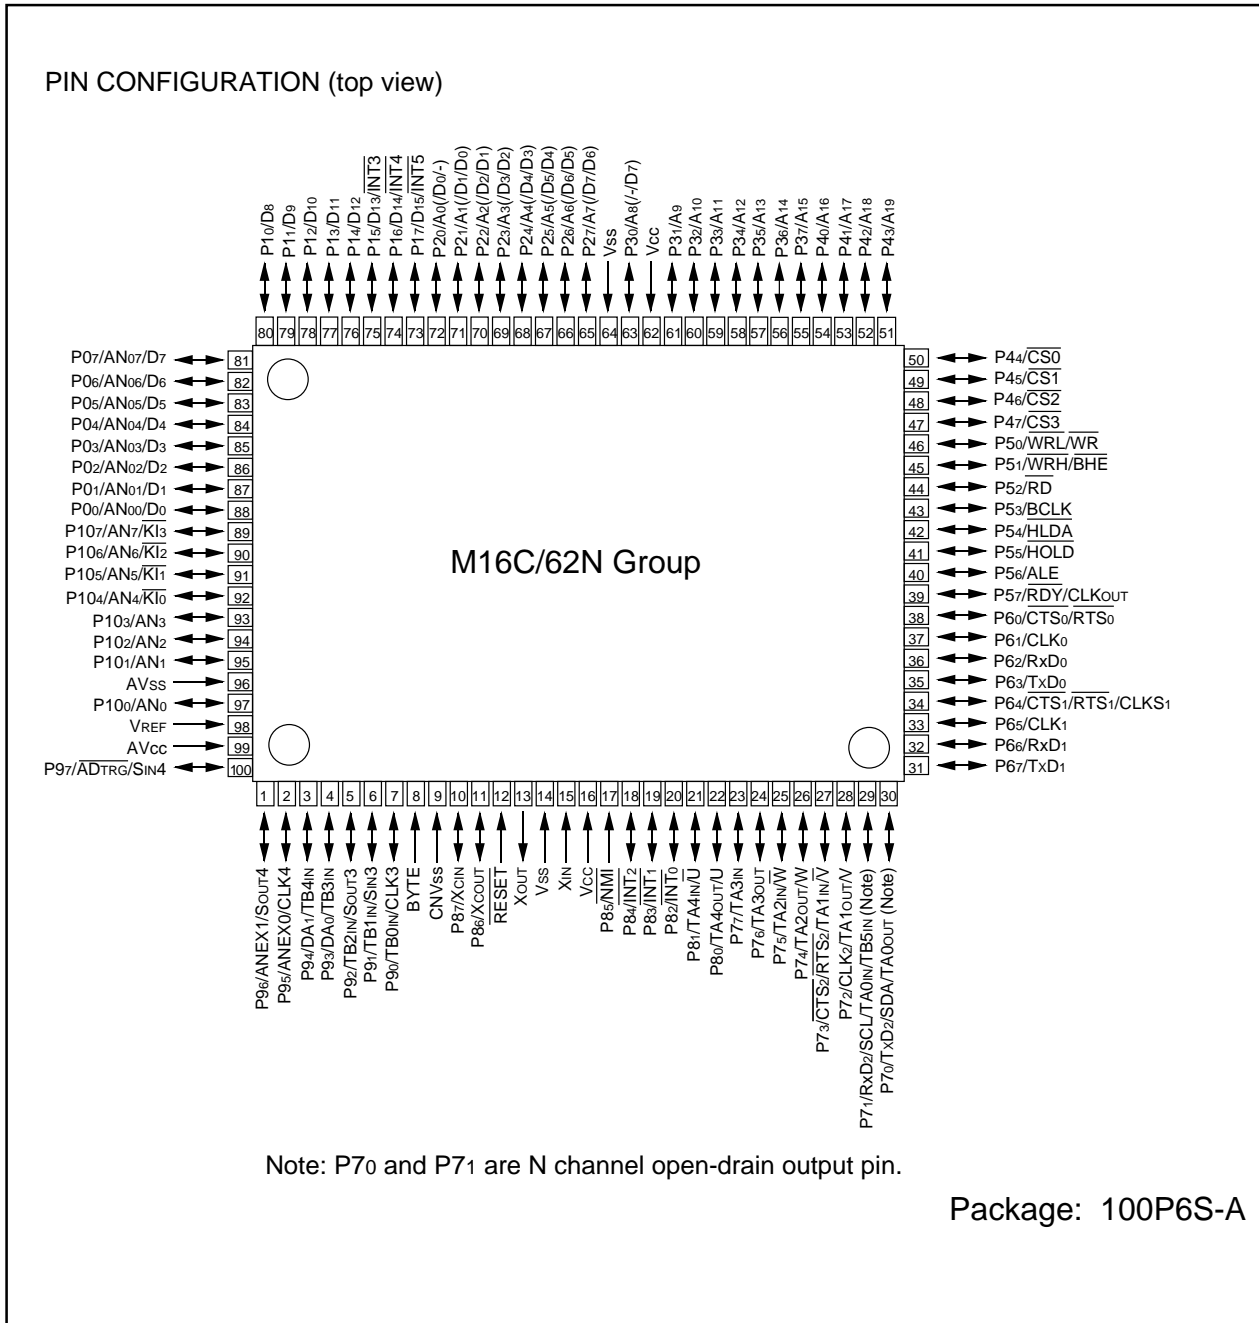 PIN CONFIGURATION (top view)
P10/D8
P11/D9
P12/D10
P13/D11
P14/D12
P15/D13/INT3
P16/D14/INT4
P17/D15/INT5
P20/A0(/D0/-)
P21/A1(/D1/D0)
P22/A2(/D2/D1)
P23/A3(/D3/D2)
P24/A4(/D4/D3)
P25/A5(/D5/D4)
P26/A6(/D6/D5)
P27/A7(/D7/D6)
Vss
P30/A8(/-/D7)
Vcc
P31/A9
P32/A10
P33/A11
P34/A12
P35/A13
P36/A14
P37/A15
P40/A16
P41/A17
P42/A18
P43/A19
80 79 78 77 76 75 74 73 72 71 70 69 68 67 66 65 64 63 62 61 60 59 58 57 56 55 54 53 52 51
P07/AN07/D7 81
P06/AN06/D6 82
P05/AN05/D5 83
P04/AN04/D4 84
P03/AN03/D3 85
P02/AN02/D2 86
P01/AN01/D1 87
P00/AN00/D0 88
P107/AN7/KI3 89
P106/AN6/KI2 90
P105/AN5/KI1 91
P104/AN4/KI0 92
P103/AN3 93
P102/AN2 94
P101/AN1 95
AVss 96
P100/AN0 97
VREF 98
AVcc 99
P97/ADTRG/SIN4 100
M16C/62N Group
50 P44/CS0
49 P45/CS1
48 P46/CS2
47 P47/CS3
46 P50/WRL/WR
45 P51/WRH/BHE
44 P52/RD
43 P53/BCLK
42 P54/HLDA
41 P55/HOLD
40 P56/ALE
39 P57/RDY/CLKOUT
38 P60/CTS0/RTS0
37 P61/CLK0
36 P62/RxD0
35 P63/TxD0
34 P64/CTS1/RTS1/CLKS1
33 P65/CLK1
32 P66/RxD1
31 P67/TxD1
1 2 3 4 5 6 7 8 9 10 11 12 13 14 15 16 17 18 19 20 21 22 23 24 25 26 27 28 29 30
P96/ANEX1/SOUT4
P95/ANEX0/CLK4
P94/DA1/TB4IN
P93/DA0/TB3IN
P92/TB2IN/SOUT3
P91/TB1IN/SIN3
P90/TB0IN/CLK3
BYTE
CNVss
P87/XCIN
P86/XCOUT
RESET
XOUT
Vss
XIN
Vcc
P85/NMI
P84/INT2
P83/INT1
P82/INT0
P81/TA4IN/U
P80/TA4OUT/U
P77/TA3IN
P76/TA3OUT
P75/TA2IN/W
P74/TA2OUT/W
P73/CTS2/RTS2/TA1IN/V
P72/CLK2/TA1OUT/V
P71/RxD2/SCL/TA0IN/TB5IN (Note)
P70/TxD2/SDA/TA0OUT (Note)
Note: P70 and P71 are N channel open-drain output pin.
Package: 100P6S-A